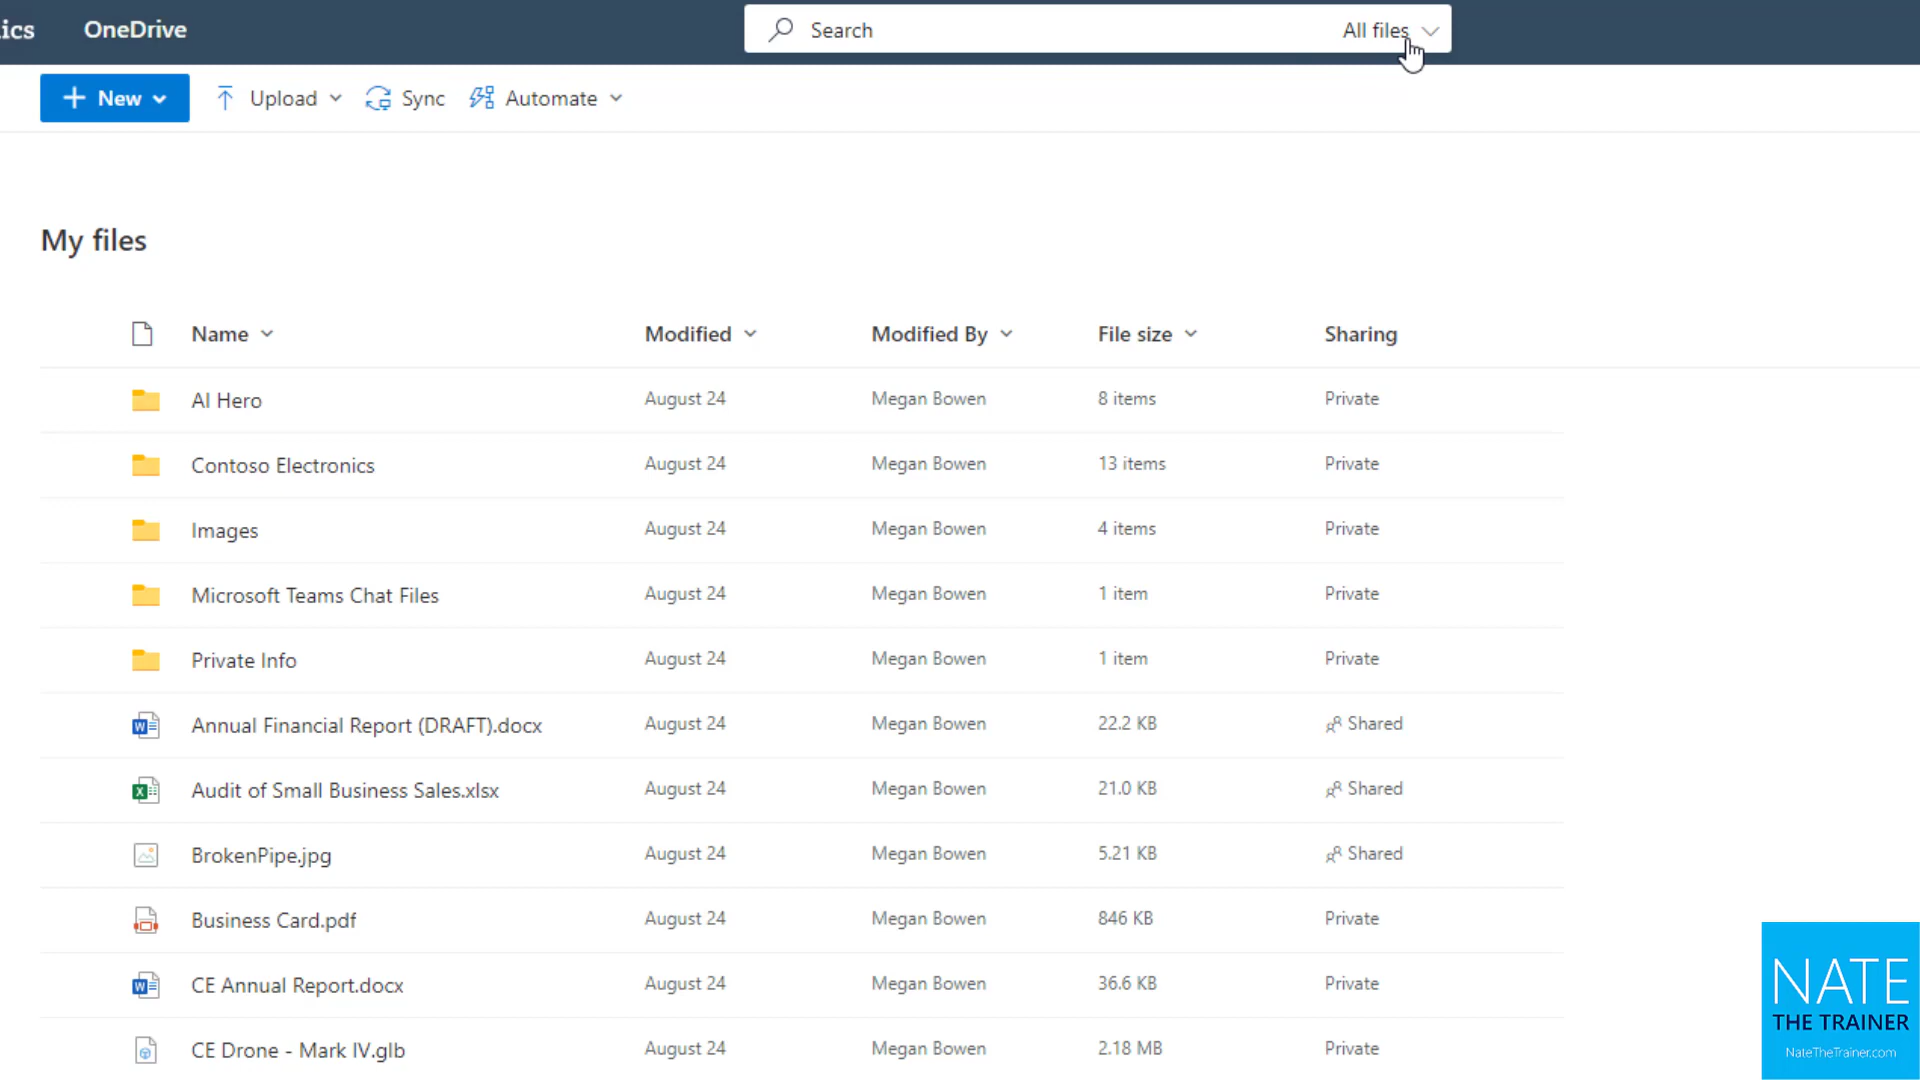 ics OneDrive Search All files
New Upload Sync Automate
My files
Name Modified Modified By File size Sharing
AI Hero August 24 Megan Bowen 8 items Private
Contoso Electronics August 24 Megan Bowen 13 items Private
Images August 24 Megan Bowen 4 items Private
Microsoft Teams Chat Files August 24 Megan Bowen 1 item Private
Private Info August 24 Megan Bowen 1 item Private
Annual Financial Report (DRAFT).docx August 24 Megan Bowen 22.2 KB Shared
Audit of Small Business Sales.xlsx August 24 Megan Bowen 21.0 KB Shared
BrokenPipe.jpg August 24 Megan Bowen 5.21 KB Shared
Business Card.pdf August 24 Megan Bowen 846 KB Private
CE Annual Report.docx August 24 Megan Bowen 36.6 KB Private
CE Drone - Mark IV.glb August 24 Megan Bowen 2.18 MB Private
NATE
THE TRAINER
NateTheTrainer.com